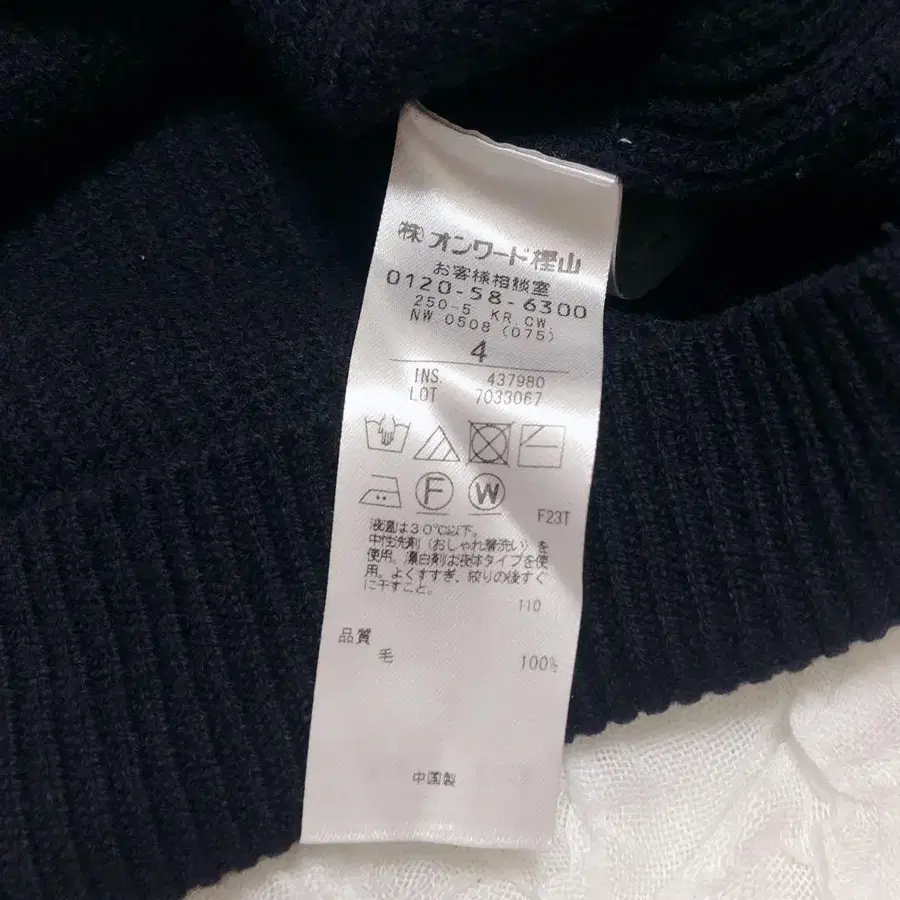 ㈱オンワード樫山
お客様相談室
0120-58-6300
250-5 KR.CW.
NW.0508(075)
4
INS. 437980
LOT 7033067
F W
F23T
液温は30℃以下。
中性洗剤(おしゃれ着洗い)を
使用。漂白剤は液体タイプを使
用。よくすすぎ、絞りの後すぐ
に干すこと。
110
品質
毛 100%
中国製